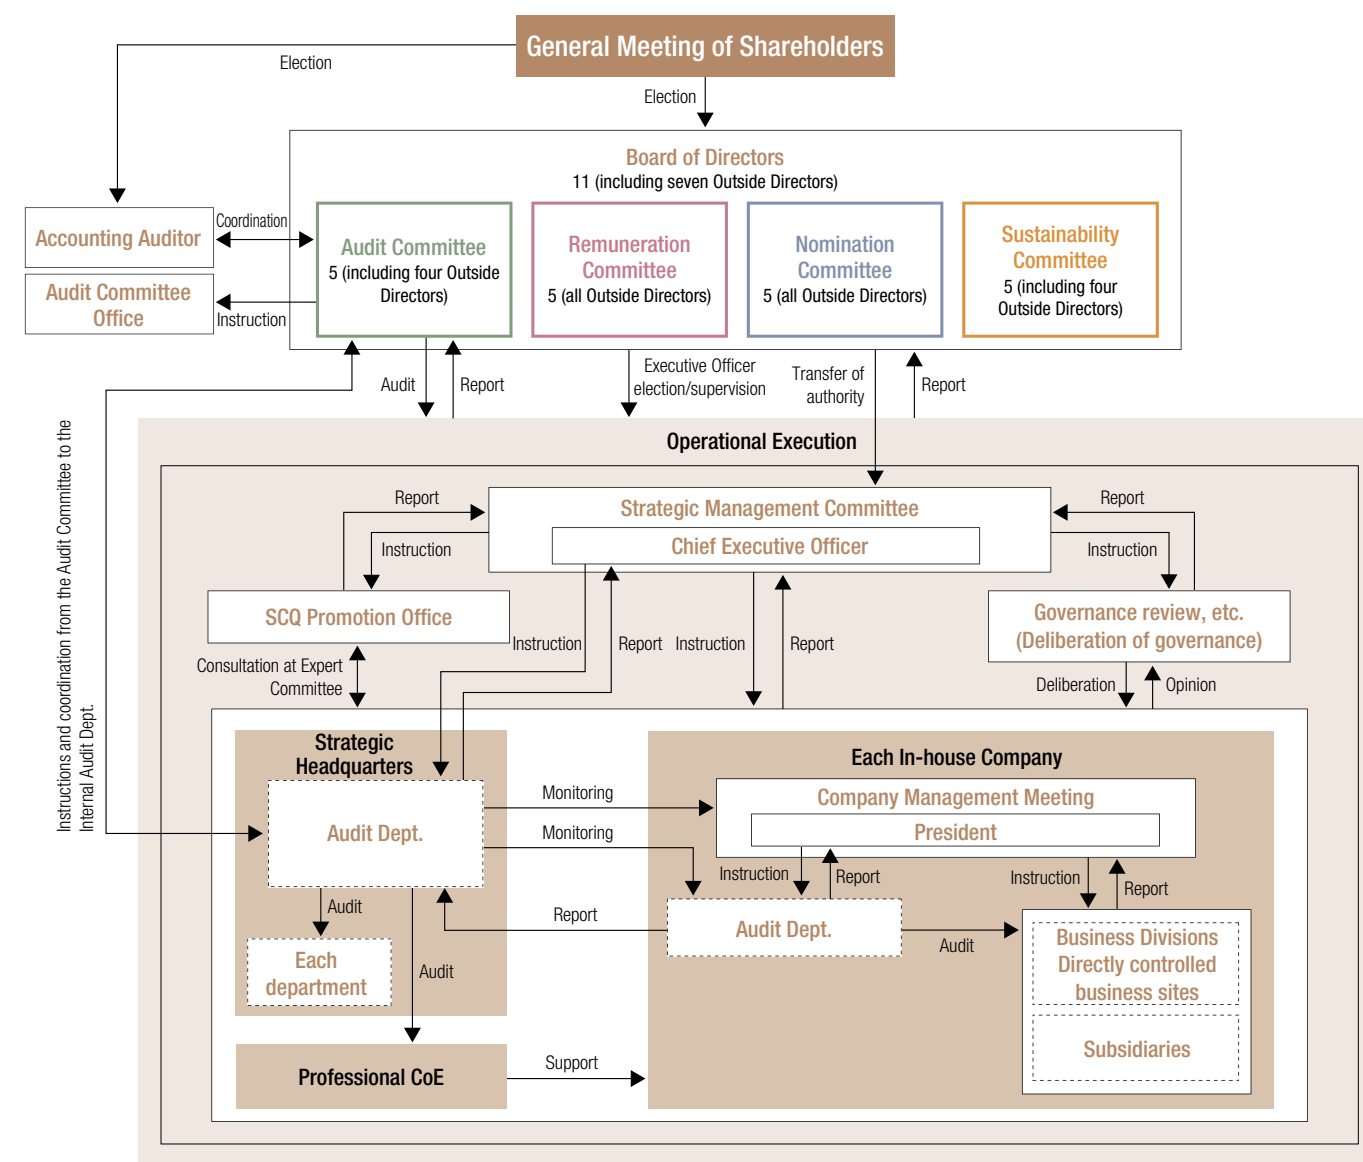 General Meeting of Shareholders
Election
Election
Board of Directors
11 (including seven Outside Directors)
Accounting Auditor
Coordination
Audit Committee
5 (including four Outside
Directors)
Remuneration
Committee
5 (all Outside Directors)
Nomination
Committee
5 (all Outside Directors)
Sustainability
Committee
5 (including four
Outside Directors)
Audit Committee
Office
Instruction
Audit
Report
Executive Officer
election/supervision
Transfer of
authority
Report
Instructions and coordination from the Audit Committee to the
Internal Audit Dept.
Operational Execution
Report
Strategic Management Committee
Report
Instruction
Chief Executive Officer
Instruction
SCQ Promotion Office
Governance review, etc.
(Deliberation of governance)
Instruction
Report
Instruction
Report
Consultation at Expert
Committee
Deliberation
Opinion
Strategic
Headquarters
Each In-house Company
Audit Dept.
Monitoring
Monitoring
Company Management Meeting
President
Instruction
Report
Instruction
Report
Audit
Report
Audit Dept.
Audit
Business Divisions
Directly controlled
business sites
Each
department
Audit
Subsidiaries
Professional CoE
Support